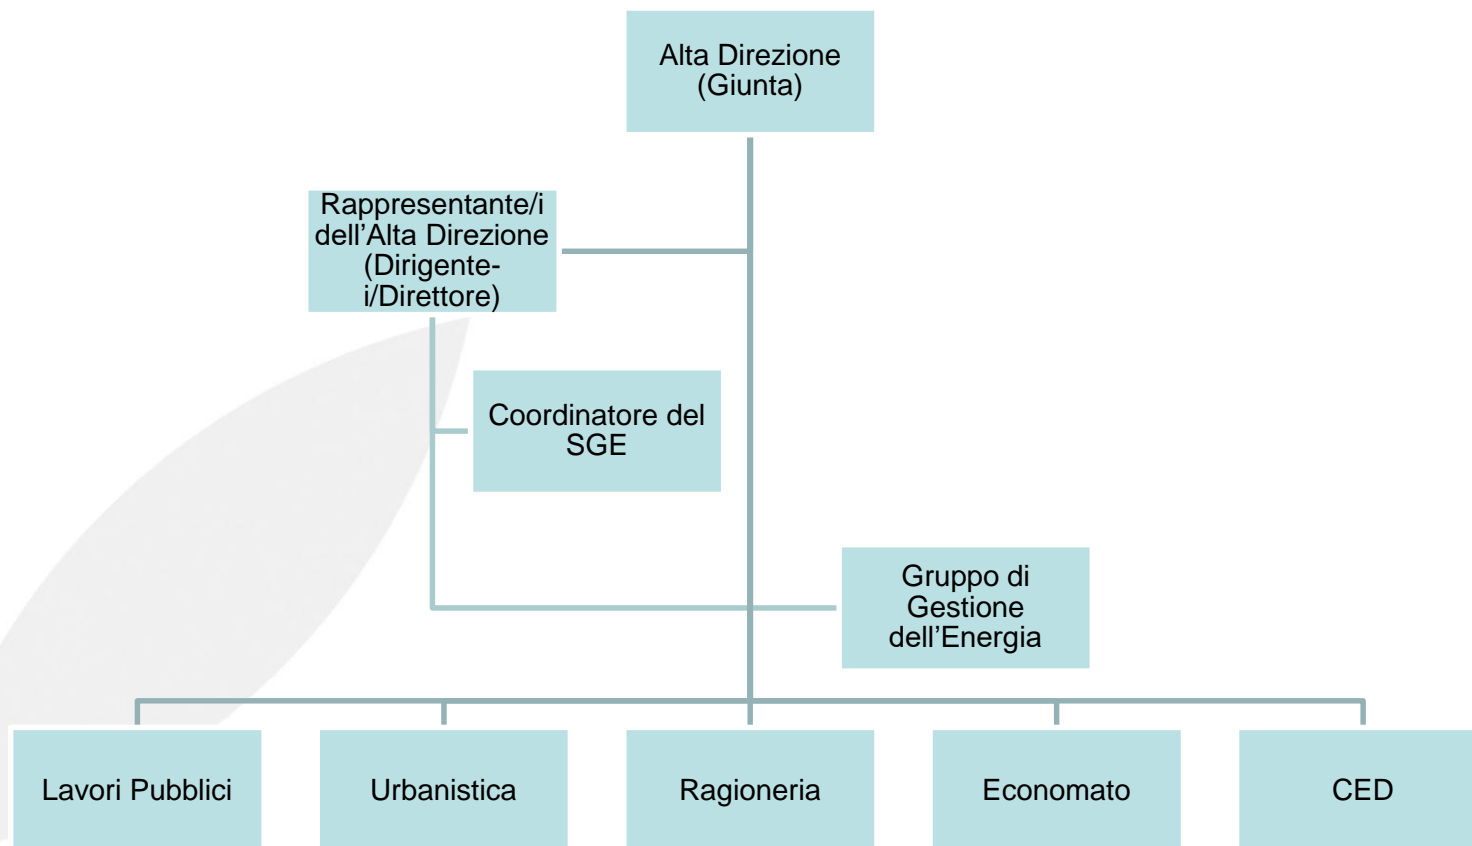 Alta Direzione
(Giunta)
Rappresentante/i
dell’Alta Direzione
(Dirigente-
i/Direttore)
Coordinatore del
SGE
Gruppo di
Gestione
dell’Energia
Lavori Pubblici
Urbanistica
Ragioneria
Economato
CED